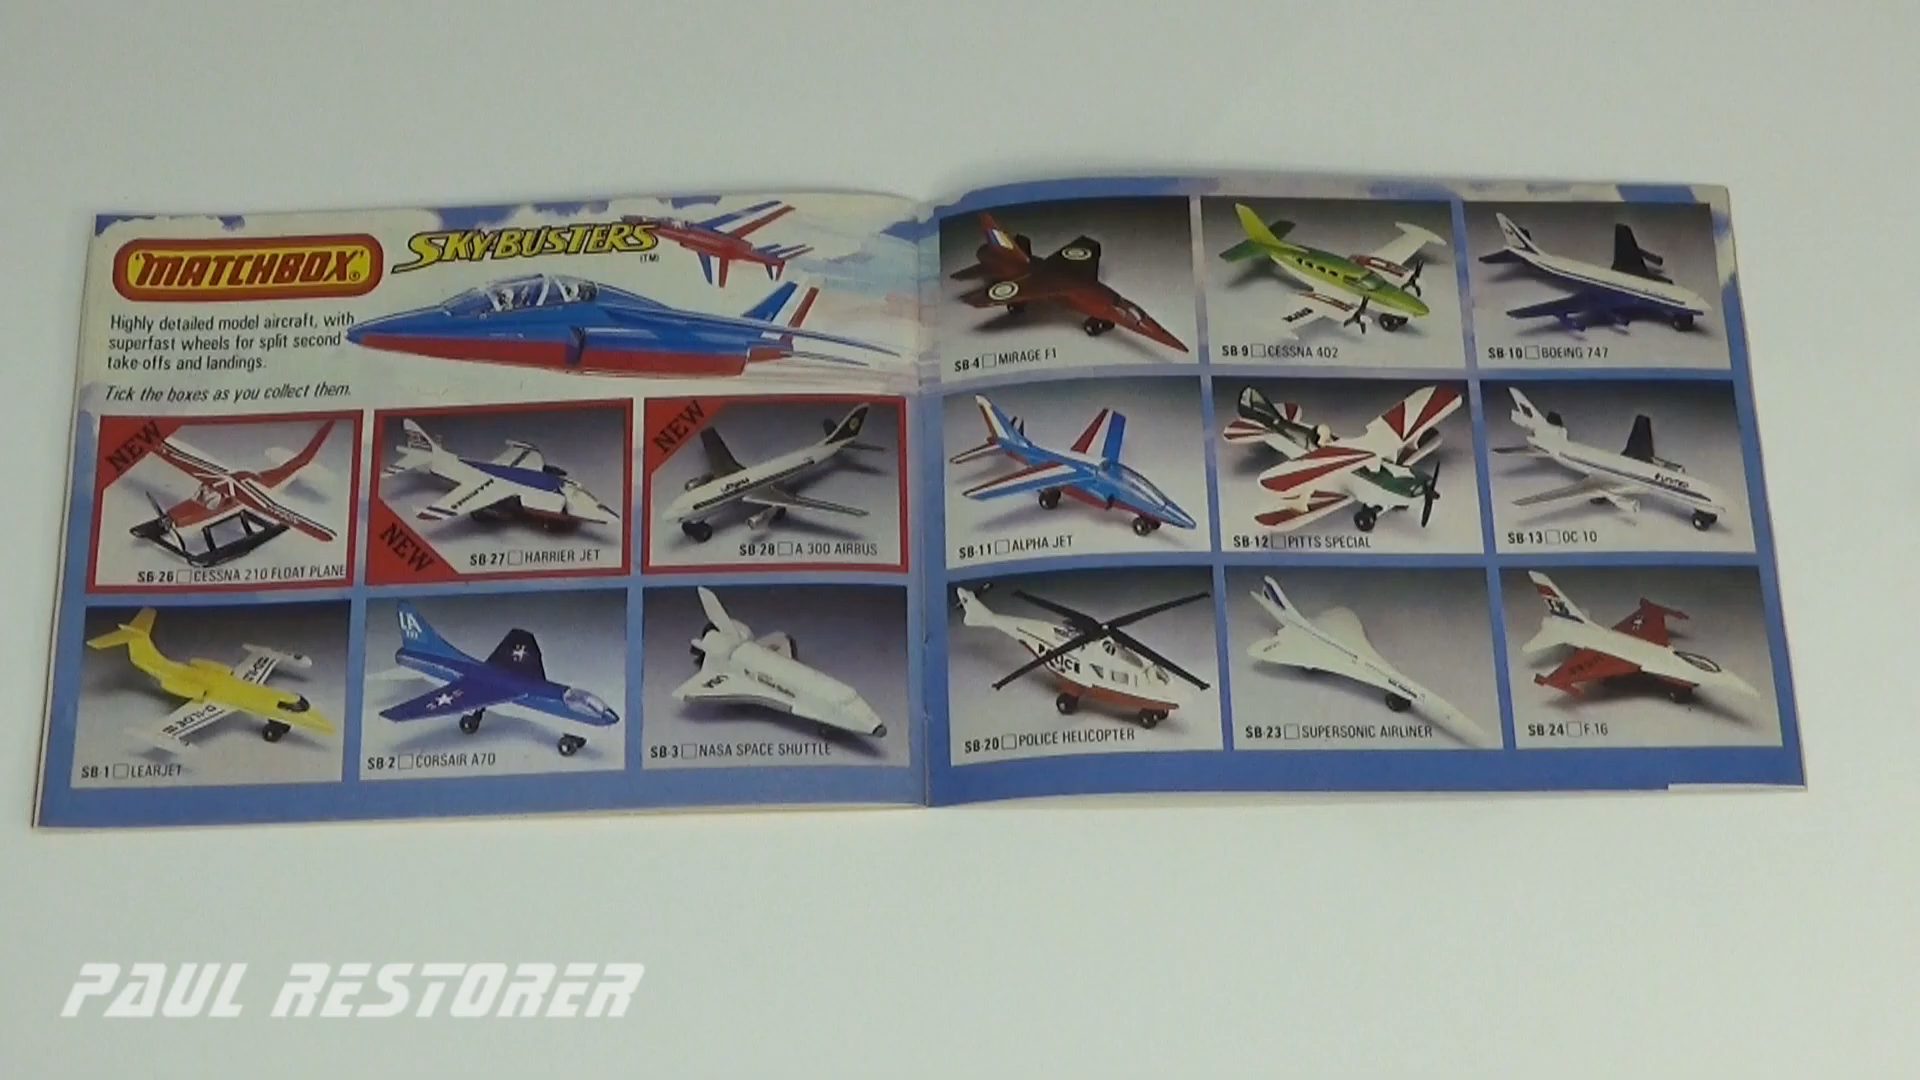 'MATCHBOX'®
SKYBUSTERS
(TM)
Highly detailed model aircraft, with
superfast wheels for split second
take-offs and landings.
Tick the boxes as you collect them.
NEW
SB-26 CESSNA 210 FLOAT PLANE
NEW
SB-27 HARRIER JET
NEW
SB-28 A 300 AIRBUS
SB-1 LEARJET
SB-2 CORSAIR A7D
SB-3 NASA SPACE SHUTTLE
SB-4 MIRAGE F1
SB-9 CESSNA 402
SB-10 BOEING 747
SB-11 ALPHA JET
SB-12 PITTS SPECIAL
SB-13 DC 10
POLICE
SB-20 POLICE HELICOPTER
SB-23 SUPERSONIC AIRLINER
SB-24 F.16
PAUL RESTORER